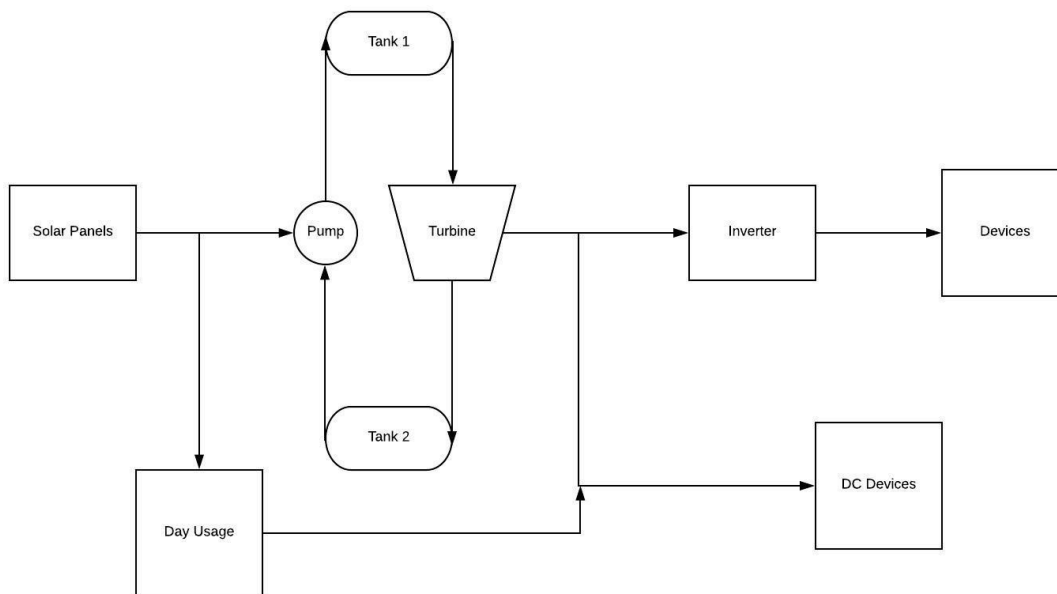 Tank 1
Solar Panels
Pump
Turbine
Inverter
Devices
Tank 2
DC Devices
Day Usage